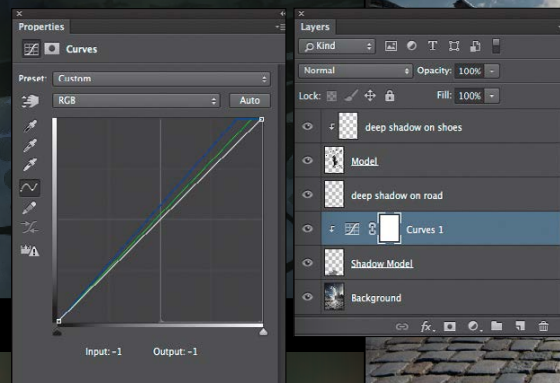 Properties
Curves
Preset: Custom
RGB
Auto
Input: -1 Output: -1
Layers
Kind
T
Normal
Opacity: 100%
Lock:
Fill: 100%
deep shadow on shoes
Model
deep shadow on road
Curves 1
Shadow Model
Background
fx.